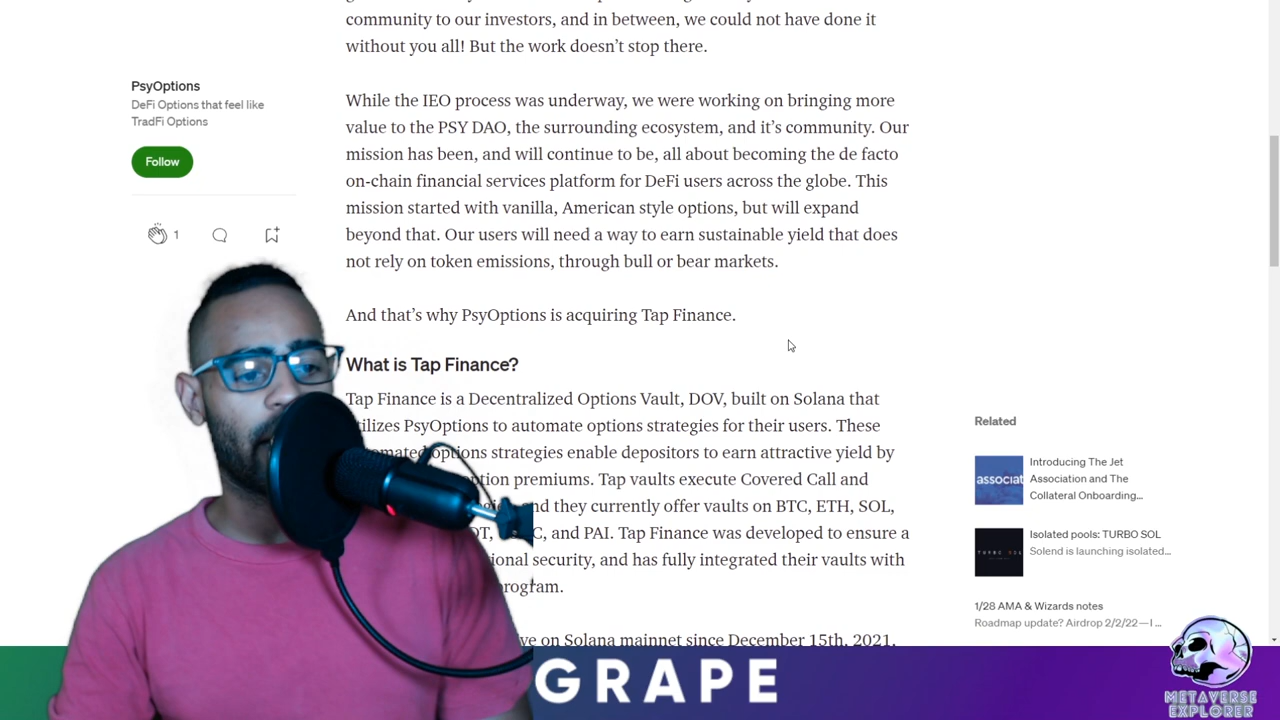 community to our investors, and in between, we could not have done it
without you all! But the work doesn’t stop there.
PsyOptions
DeFi Options that feel like
TradFi Options
Follow
1
While the IEO process was underway, we were working on bringing more
value to the PSY DAO, the surrounding ecosystem, and it’s community. Our
mission has been, and will continue to be, all about becoming the de facto
on-chain financial services platform for DeFi users across the globe. This
mission started with vanilla, American style options, but will expand
beyond that. Our users will need a way to earn sustainable yield that does
not rely on token emissions, through bull or bear markets.
And that’s why PsyOptions is acquiring Tap Finance.
What is Tap Finance?
Tap Finance is a Decentralized Options Vault, DOV, built on Solana that
utilizes PsyOptions to automate options strategies for their users. These
automated options strategies enable depositors to earn attractive yield by
option premiums. Tap vaults execute Covered Call and
and they currently offer vaults on BTC, ETH, SOL,
and PAI. Tap Finance was developed to ensure a
security, and has fully integrated their vaults with
program.
on Solana mainnet since December 15th, 2021.
Related
Introducing The Jet
Association and The
Collateral Onboarding...
associat
Isolated pools: TURBO SOL
Solend is launching isolated...
TURBO SOL
1/28 AMA & Wizards notes
Roadmap update? Airdrop 2/2/22—I ...
GRAPE
METAVERSE
EXPLORER